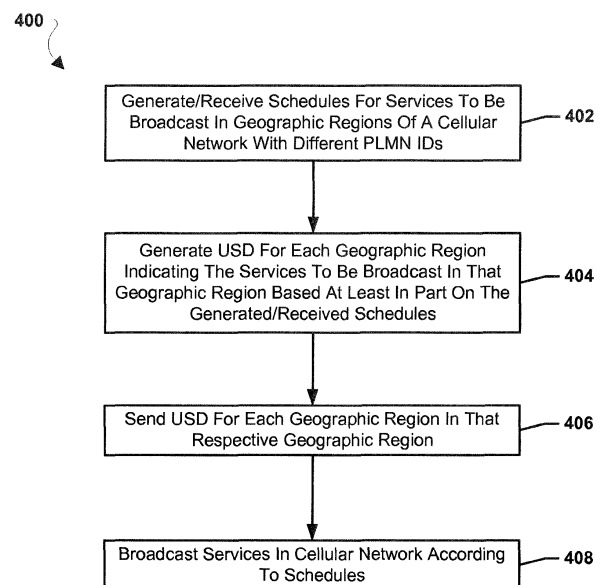 400
Generate/Receive Schedules For Services To Be
Broadcast In Geographic Regions Of A Cellular
Network With Different PLMN IDs
402
Generate USD For Each Geographic Region
Indicating The Services To Be Broadcast In That
Geographic Region Based At Least In Part On The
Generated/Received Schedules
404
Send USD For Each Geographic Region In That
Respective Geographic Region
406
Broadcast Services In Cellular Network According
To Schedules
408